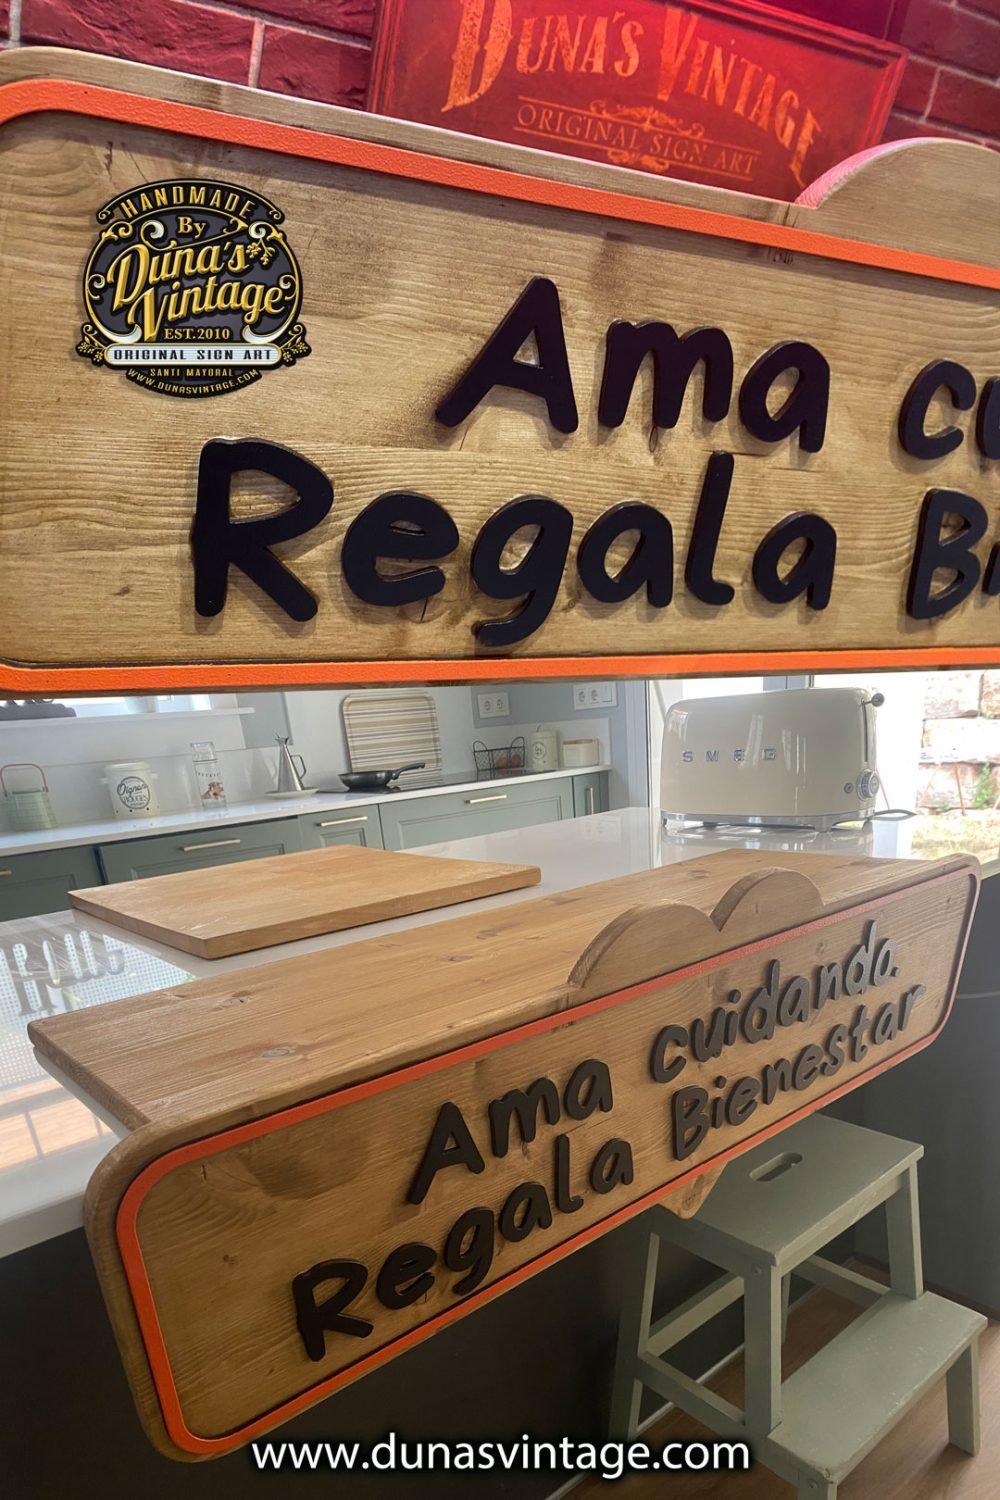 DUNA'S VINTAGE
ORIGINAL SIGN ART
HANDMADE
By
Duna's
Vintage
EST.2010
ORIGINAL SIGN ART
SANTI MAYORAL
WWW.DUNASVINTAGE.COM
Ama cu
Regala B
SMEG
Ama cuidando.
Regala Bienestar
www.dunasvintage.com